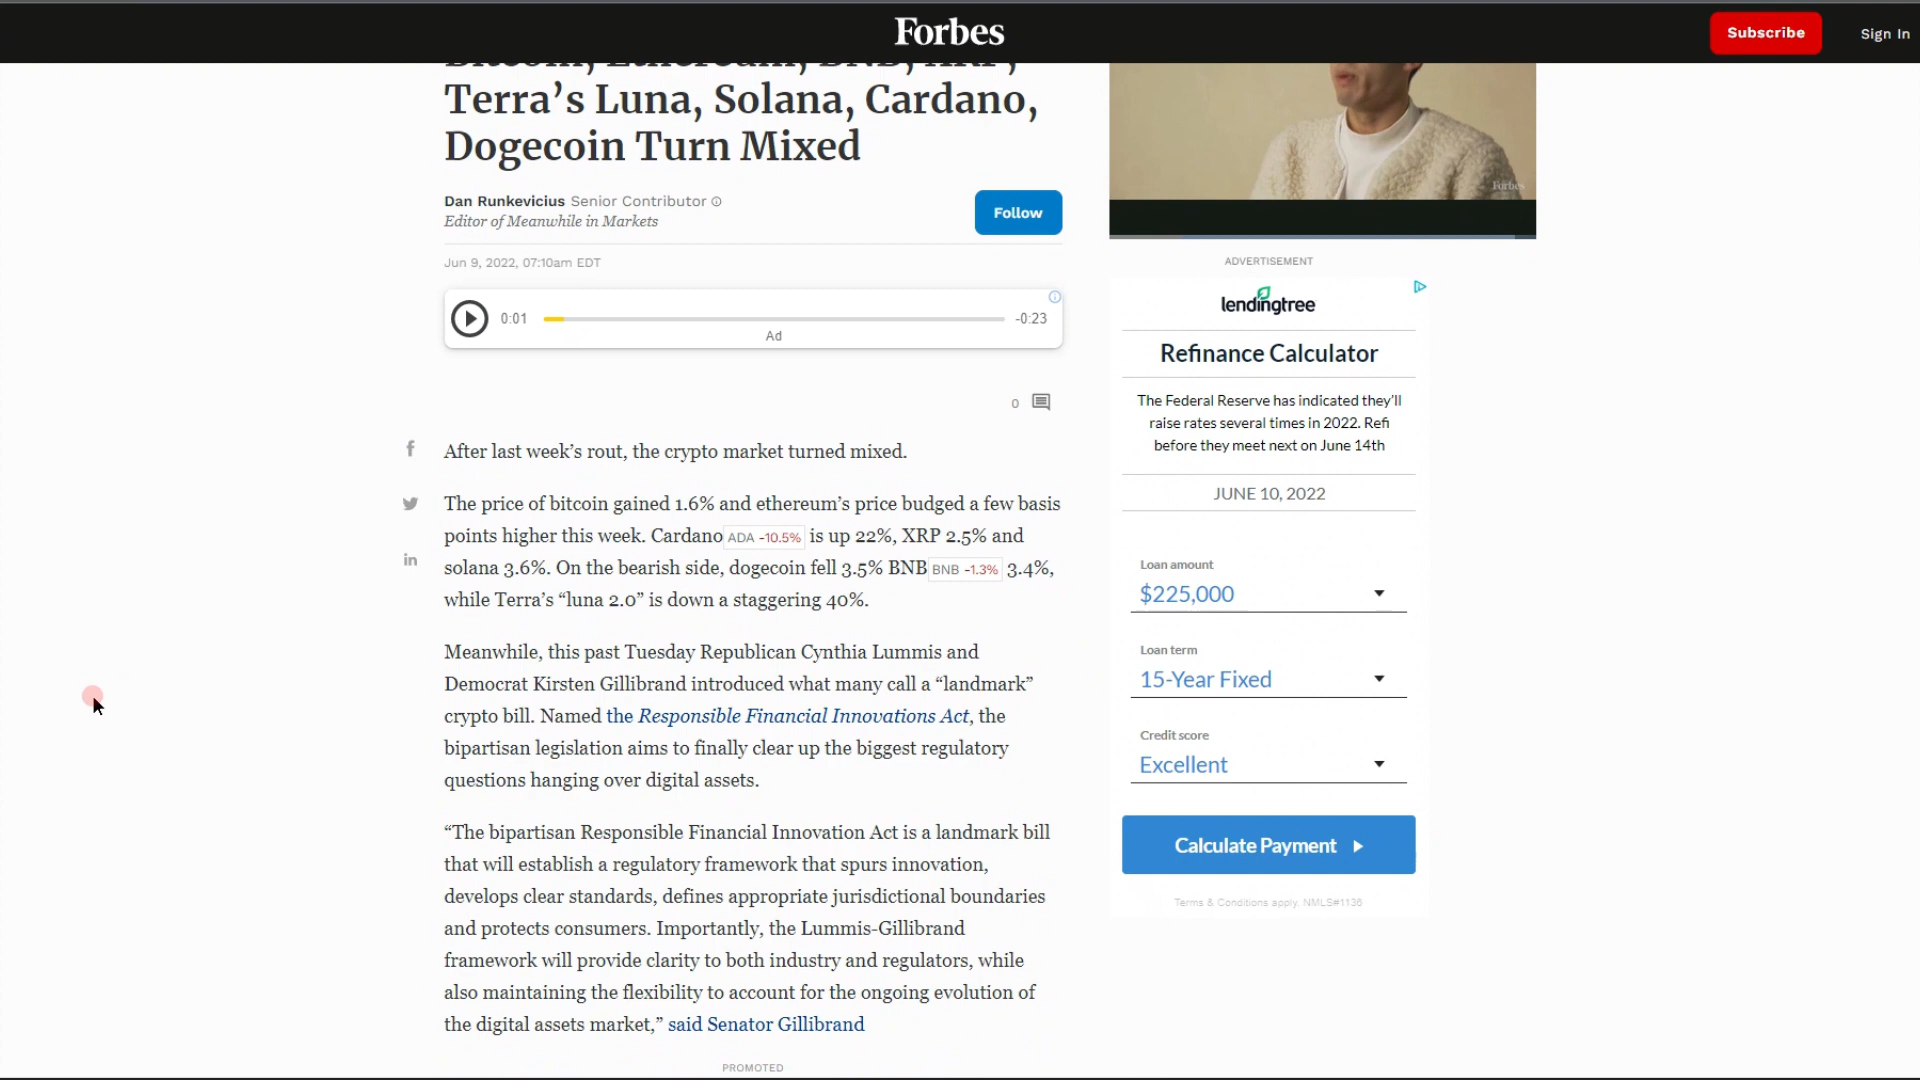 Forbes
Subscribe
Sign In
Bitcoin, Ethereum, BNB, XRP,
Terra’s Luna, Solana, Cardano,
Dogecoin Turn Mixed
Dan Runkevicius Senior Contributor
Editor of Meanwhile in Markets
Follow
Jun 9, 2022, 07:10am EDT
0:01
-0:23
Ad
0
After last week’s rout, the crypto market turned mixed.
The price of bitcoin gained 1.6% and ethereum’s price budged a few basis
points higher this week. Cardano ADA -10.5% is up 22%, XRP 2.5% and
solana 3.6%. On the bearish side, dogecoin fell 3.5% BNB BNB -1.3% 3.4%,
while Terra’s “luna 2.0” is down a staggering 40%.
Meanwhile, this past Tuesday Republican Cynthia Lummis and
Democrat Kirsten Gillibrand introduced what many call a “landmark”
crypto bill. Named the Responsible Financial Innovations Act, the
bipartisan legislation aims to finally clear up the biggest regulatory
questions hanging over digital assets.
“The bipartisan Responsible Financial Innovation Act is a landmark bill
that will establish a regulatory framework that spurs innovation,
develops clear standards, defines appropriate jurisdictional boundaries
and protects consumers. Importantly, the Lummis-Gillibrand
framework will provide clarity to both industry and regulators, while
also maintaining the flexibility to account for the ongoing evolution of
the digital assets market,” said Senator Gillibrand
PROMOTED
Forbes
ADVERTISEMENT
lendingtree
Refinance Calculator
The Federal Reserve has indicated they’ll
raise rates several times in 2022. Refi
before they meet next on June 14th
JUNE 10, 2022
Loan amount
$225,000
Loan term
15-Year Fixed
Credit score
Excellent
Calculate Payment
Terms & Conditions apply. NMLS#1136